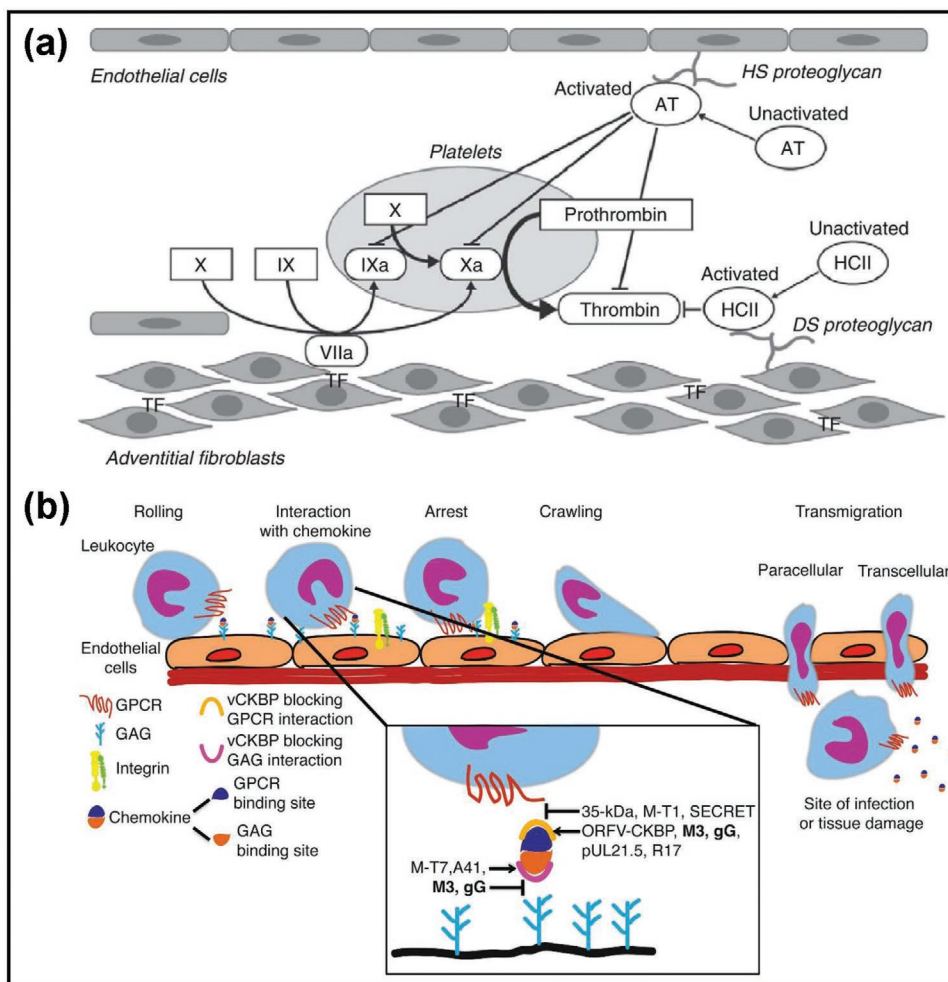 (a)
Endothelial cells
HS proteoglycan
Activated
AT
Unactivated
AT
Platelets
X
Prothrombin
Unactivated
HCII
X
IX
IXa
Xa
Activated
HCII
Thrombin
DS proteoglycan
VIIa
TF
TF
TF
TF
TF
Adventitial fibroblasts
(b)
Rolling
Interaction
with chemokine
Arrest
Crawling
Transmigration
Leukocyte
Paracellular
Transcellular
Endothelial
cells
GPCR
GAG
Integrin
Chemokine
vCKBP blocking
GPCR interaction
vCKBP blocking
GAG interaction
GPCR
binding site
GAG
binding site
35-kDa, M-T1, SECRET
ORFV-CKBP, M3, gG,
pUL21.5, R17
M-T7,A41,
M3, gG
Site of infection
or tissue damage